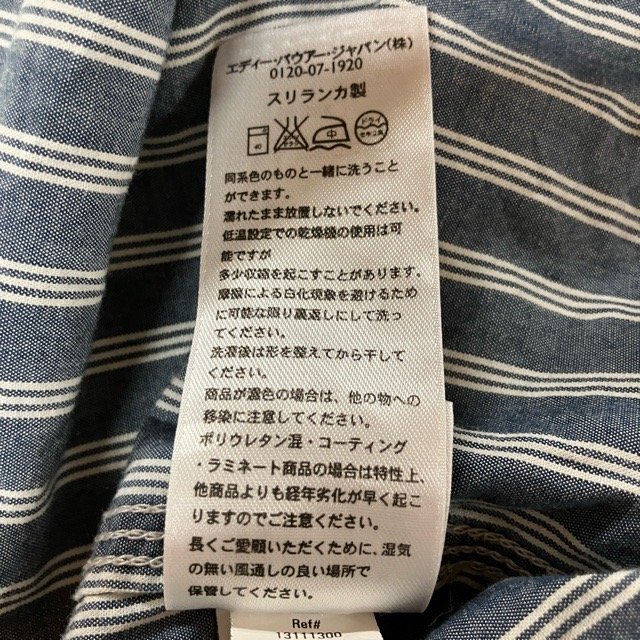 エディー・バウアー・ジャパン(株)
0120-07-1920
スリランカ製
40
中
ドライ
セキユ系
同系色のものと一緒に洗うこと
ができます。
濡れたまま放置しないでください。
低温設定での乾燥機の使用は可
能ですが
多少収縮を起こすことがあります。
摩擦による白化現象を避けるため
に可能な限り裏返しにして洗っ
てください。
洗濯後は形を整えてから干して
ください。
商品が濃色の場合は、他の物への
移染に注意してください。
ポリウレタン混・コーティング
・ラミネート商品の場合は特性上、
他商品よりも経年劣化が早く起こ
りますのでご注意ください。
長くご愛顧いただくために、湿気
の無い風通しの良い場所で
保管してください。
Ref#
13111300